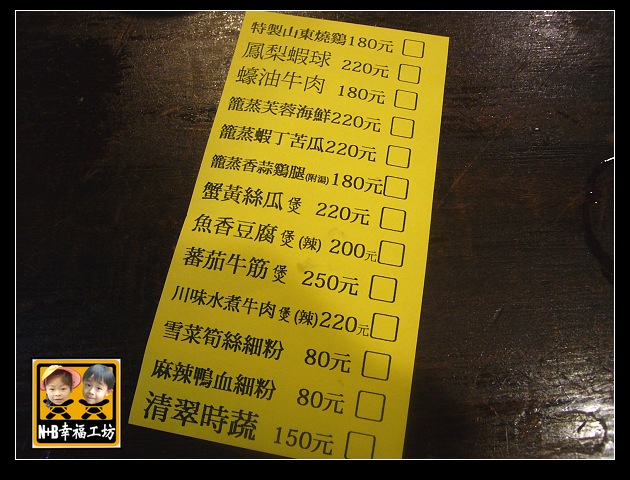 特製山東燒鷄180元
鳳梨蝦球 220元
蠔油牛肉 180元
籠蒸芙蓉海鮮220元
籠蒸蝦丁苦瓜220元
籠蒸香蒜鷄腿(附湯)180元
蟹黃絲瓜煲 220元
魚香豆腐煲(辣) 200元
蕃茄牛筋煲 250元
川味水煮牛肉煲(辣)220元
雪菜筍絲細粉 80元
麻辣鴨血細粉 80元
清翠時蔬 150元
N+B幸福工坊